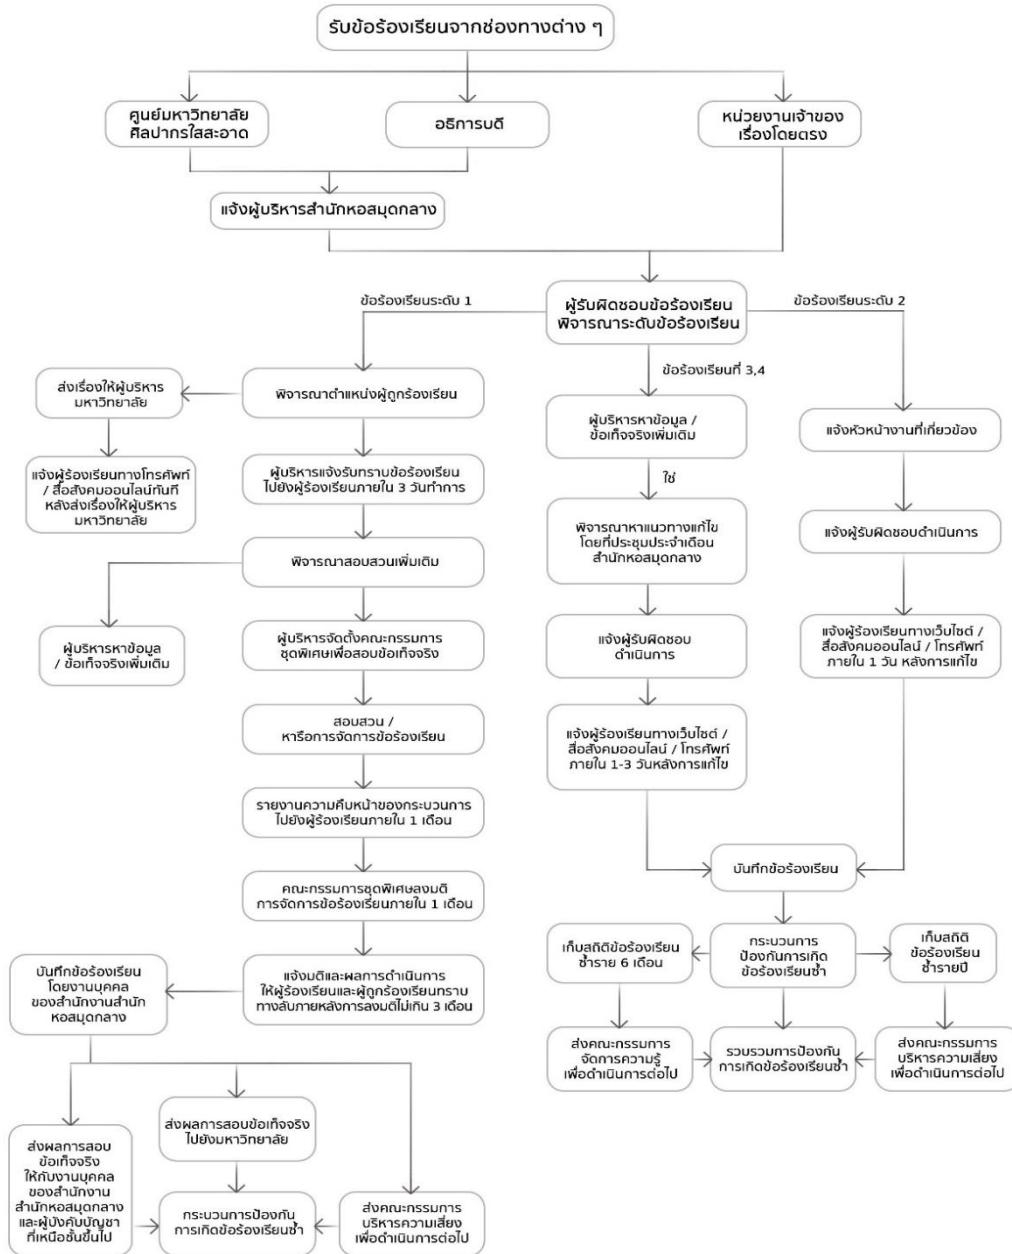 รับข้อร้องเรียนจากช่องทางต่าง ๆ
ศูนย์มหาวิทยาลัย
ศิลปากรใสสะอาด
อธิการบดี
หน่วยงานเจ้าของ
เรื่องโดยตรง
แจ้งผู้บริหารสำนักหอสมุดกลาง
ข้อร้องเรียนระดับ 1
ผู้รับผิดชอบข้อร้องเรียน
พิจารณาระดับข้อร้องเรียน
ข้อร้องเรียนระดับ 2
ข้อร้องเรียนที่ 3,4
ส่งเรื่องให้ผู้บริหาร
มหาวิทยาลัย
พิจารณาตำแหน่งผู้ถูกร้องเรียน
แจ้งผู้ร้องเรียนทางโทรศัพท์
/ สื่อสังคมออนไลน์ทันที
หลังส่งเรื่องให้ผู้บริหาร
มหาวิทยาลัย
ผู้บริหารแจ้งรับทราบข้อร้องเรียน
ไปยังผู้ร้องเรียนภายใน 3 วันทำการ
พิจารณาสอบสวนเพิ่มเติม
ผู้บริหารหาข้อมูล
/ ข้อเท็จจริงเพิ่มเติม
ผู้บริหารจัดตั้งคณะกรรมการ
ชุดพิเศษเพื่อสอบข้อเท็จจริง
สอบสวน /
หารือการจัดการข้อร้องเรียน
รายงานความคืบหน้าของกระบวนการ
ไปยังผู้ร้องเรียนภายใน 1 เดือน
คณะกรรมการชุดพิเศษลงมติ
การจัดการข้อร้องเรียนภายใน 1 เดือน
แจ้งมติและผลการดำเนินการ
ให้ผู้ร้องเรียนและผู้ถูกร้องเรียนทราบ
ทางลับภายหลังการลงมติไม่เกิน 3 เดือน
บันทึกข้อร้องเรียน
โดยงานบุคคล
ของสำนักงานสำนัก
หอสมุดกลาง
ส่งผลการสอบ
ข้อเท็จจริง
ให้กับงานบุคคล
ของสำนักงาน
สำนักหอสมุดกลาง
และผู้บังคับบัญชา
ที่เหนือชั้นขึ้นไป
ส่งผลการสอบข้อเท็จจริง
ไปยังมหาวิทยาลัย
กระบวนการป้องกัน
การเกิดข้อร้องเรียนซ้ำ
ส่งคณะกรรมการ
บริหารความเสี่ยง
เพื่อดำเนินการต่อไป
ผู้บริหารหาข้อมูล /
ข้อเท็จจริงเพิ่มเติม
ใช่
พิจารณาหาแนวทางแก้ไข
โดยที่ประชุมประจำเดือน
สำนักหอสมุดกลาง
แจ้งผู้รับผิดชอบ
ดำเนินการ
แจ้งผู้ร้องเรียนทางเว็บไซต์ /
สื่อสังคมออนไลน์ / โทรศัพท์
ภายใน 1-3 วันหลังการแก้ไข
แจ้งหัวหน้างานที่เกี่ยวข้อง
แจ้งผู้รับผิดชอบดำเนินการ
แจ้งผู้ร้องเรียนทางเว็บไซต์ /
สื่อสังคมออนไลน์ / โทรศัพท์
ภายใน 1 วัน หลังการแก้ไข
บันทึกข้อร้องเรียน
เก็บสถิติข้อร้องเรียน
ซ้ำราย 6 เดือน
กระบวนการ
ป้องกันการเกิด
ข้อร้องเรียนซ้ำ
เก็บสถิติ
ข้อร้องเรียน
ซ้ำรายปี
ส่งคณะกรรมการ
จัดการความรู้
เพื่อดำเนินการต่อไป
รวบรวมการป้องกัน
การเกิดข้อร้องเรียนซ้ำ
ส่งคณะกรรมการ
บริหารความเสี่ยง
เพื่อดำเนินการต่อไป